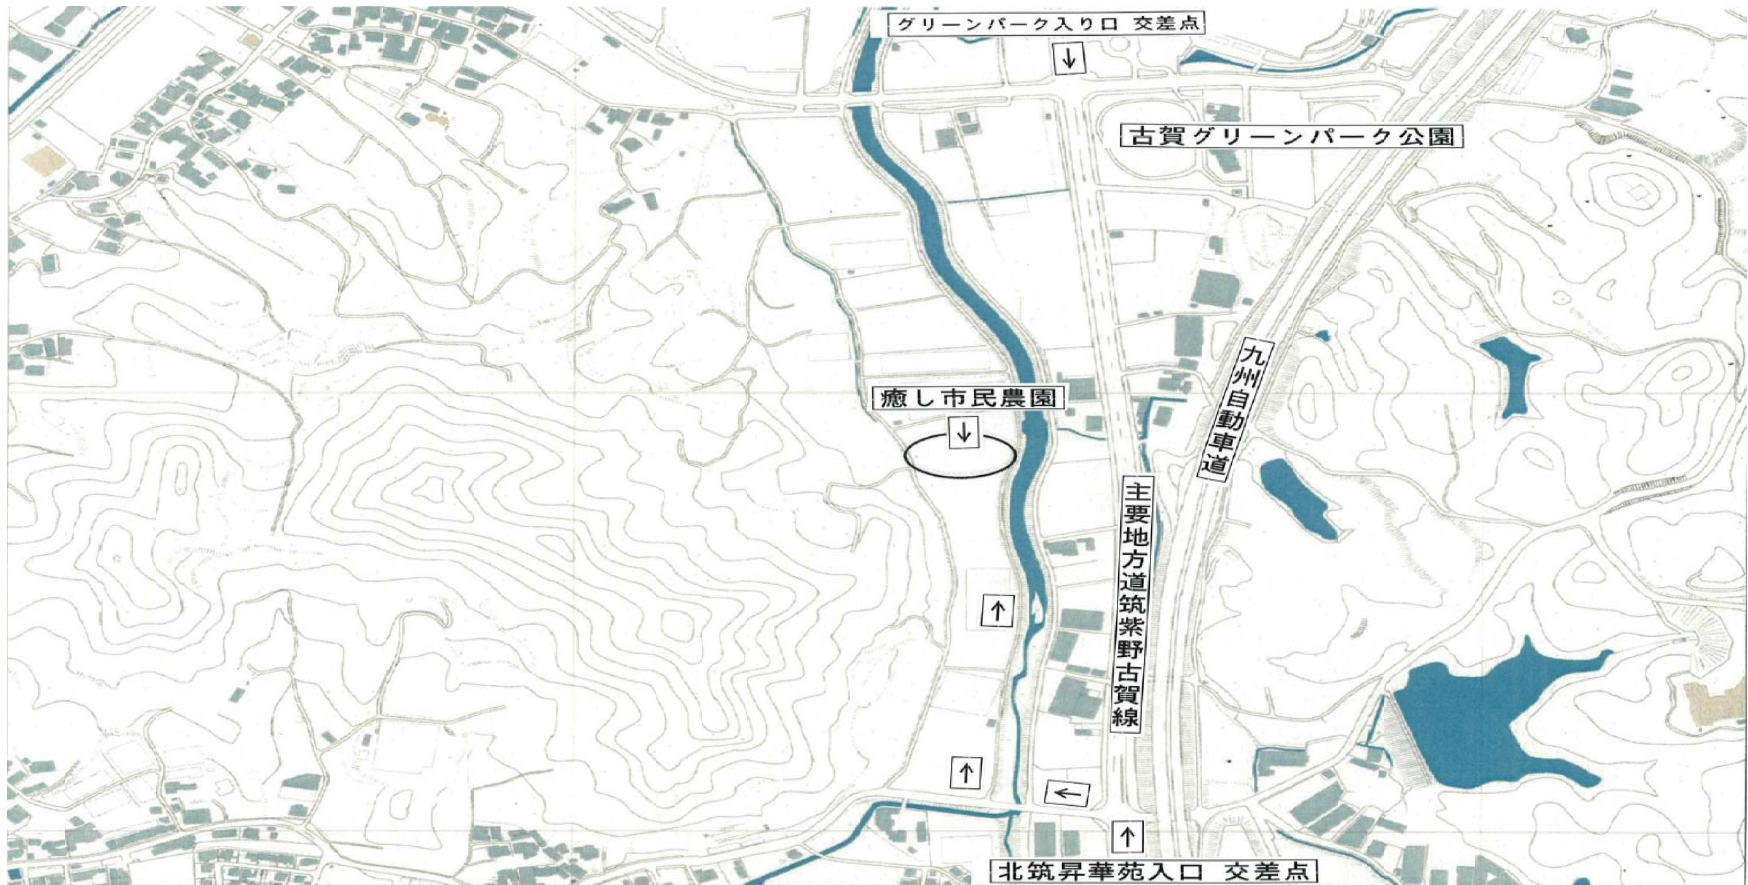 グリーンパーク入り口 交差点
↓
古賀グリーンパーク公園
九州自動車道
癒し市民農園
↓
主要地方道筑紫野古賀線
↑
↑
←
↑
北筑昇華苑入口 交差点